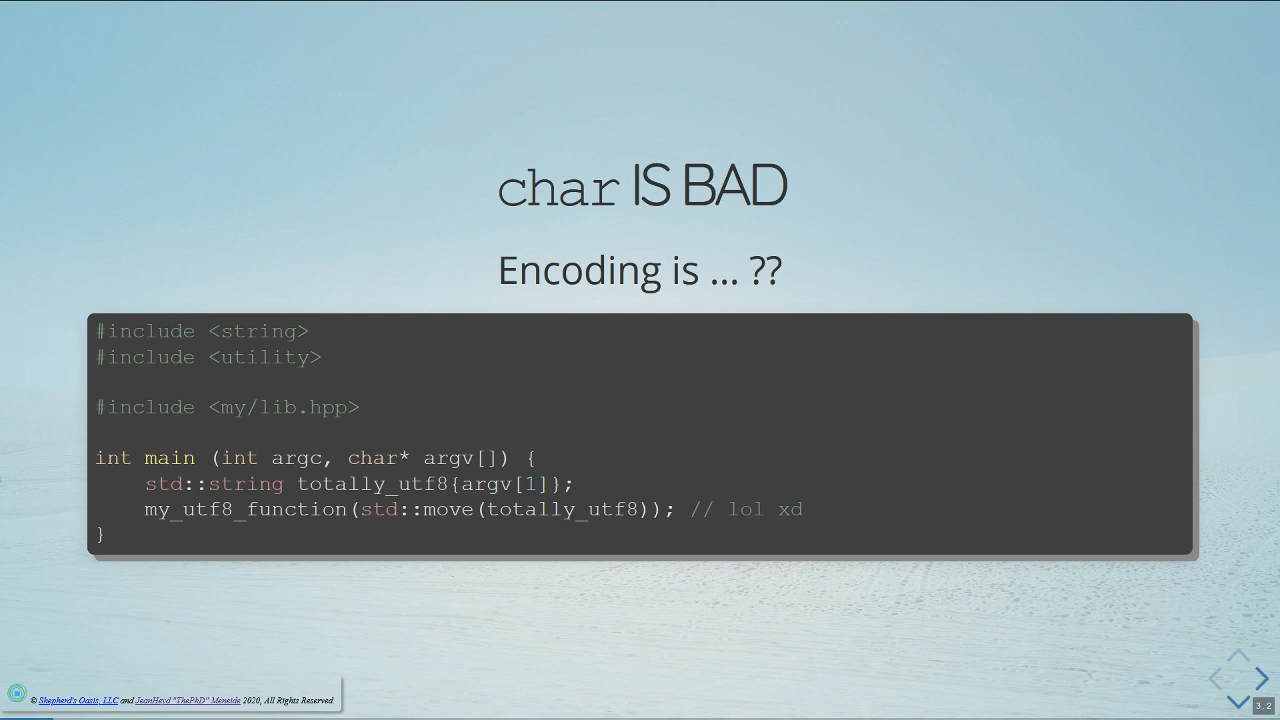 char IS BAD
Encoding is ... ??
#include <string>
#include <utility>
#include <my/lib.hpp>
int main (int argc, char* argv[]) {
    std::string totally_utf8{argv[1]};
    my_utf8_function(std::move(totally_utf8)); // lol xd
}
© Shepherd's Oasis, LLC and JeanHeyd "ThePhD" Meneide 2020, All Rights Reserved.
3.2